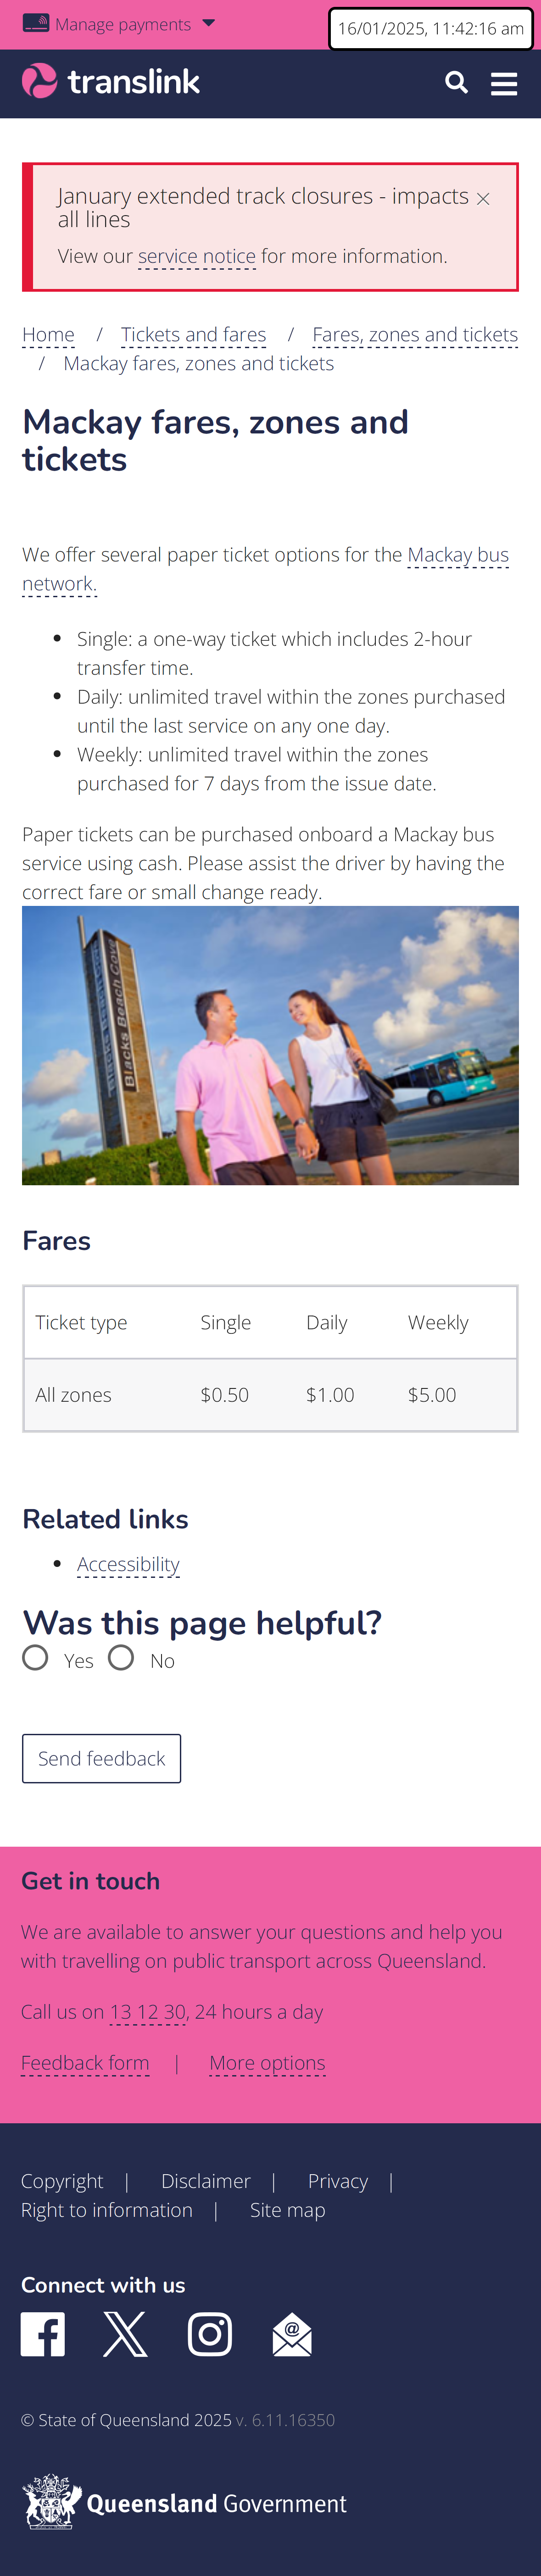 Manage payments
16/01/2025, 11:42:16 am
translink
January extended track closures - impacts
all lines
View our service notice for more information.
Home / Tickets and fares / Fares, zones and tickets
/ Mackay fares, zones and tickets
Mackay fares, zones and
tickets
We offer several paper ticket options for the Mackay bus
network.
• Single: a one-way ticket which includes 2-hour
transfer time.
• Daily: unlimited travel within the zones purchased
until the last service on any one day.
• Weekly: unlimited travel within the zones
purchased for 7 days from the issue date.
Paper tickets can be purchased onboard a Mackay bus
service using cash. Please assist the driver by having the
correct fare or small change ready.
Blacks Beach Cove
Fares
Ticket type Single Daily Weekly
All zones $0.50 $1.00 $5.00
Related links
• Accessibility
Was this page helpful?
Yes No
Send feedback
Get in touch
We are available to answer your questions and help you
with travelling on public transport across Queensland.
Call us on 13 12 30, 24 hours a day
Feedback form | More options
Copyright | Disclaimer | Privacy |
Right to information | Site map
Connect with us
© State of Queensland 2025 v. 6.11.16350
Queensland Government